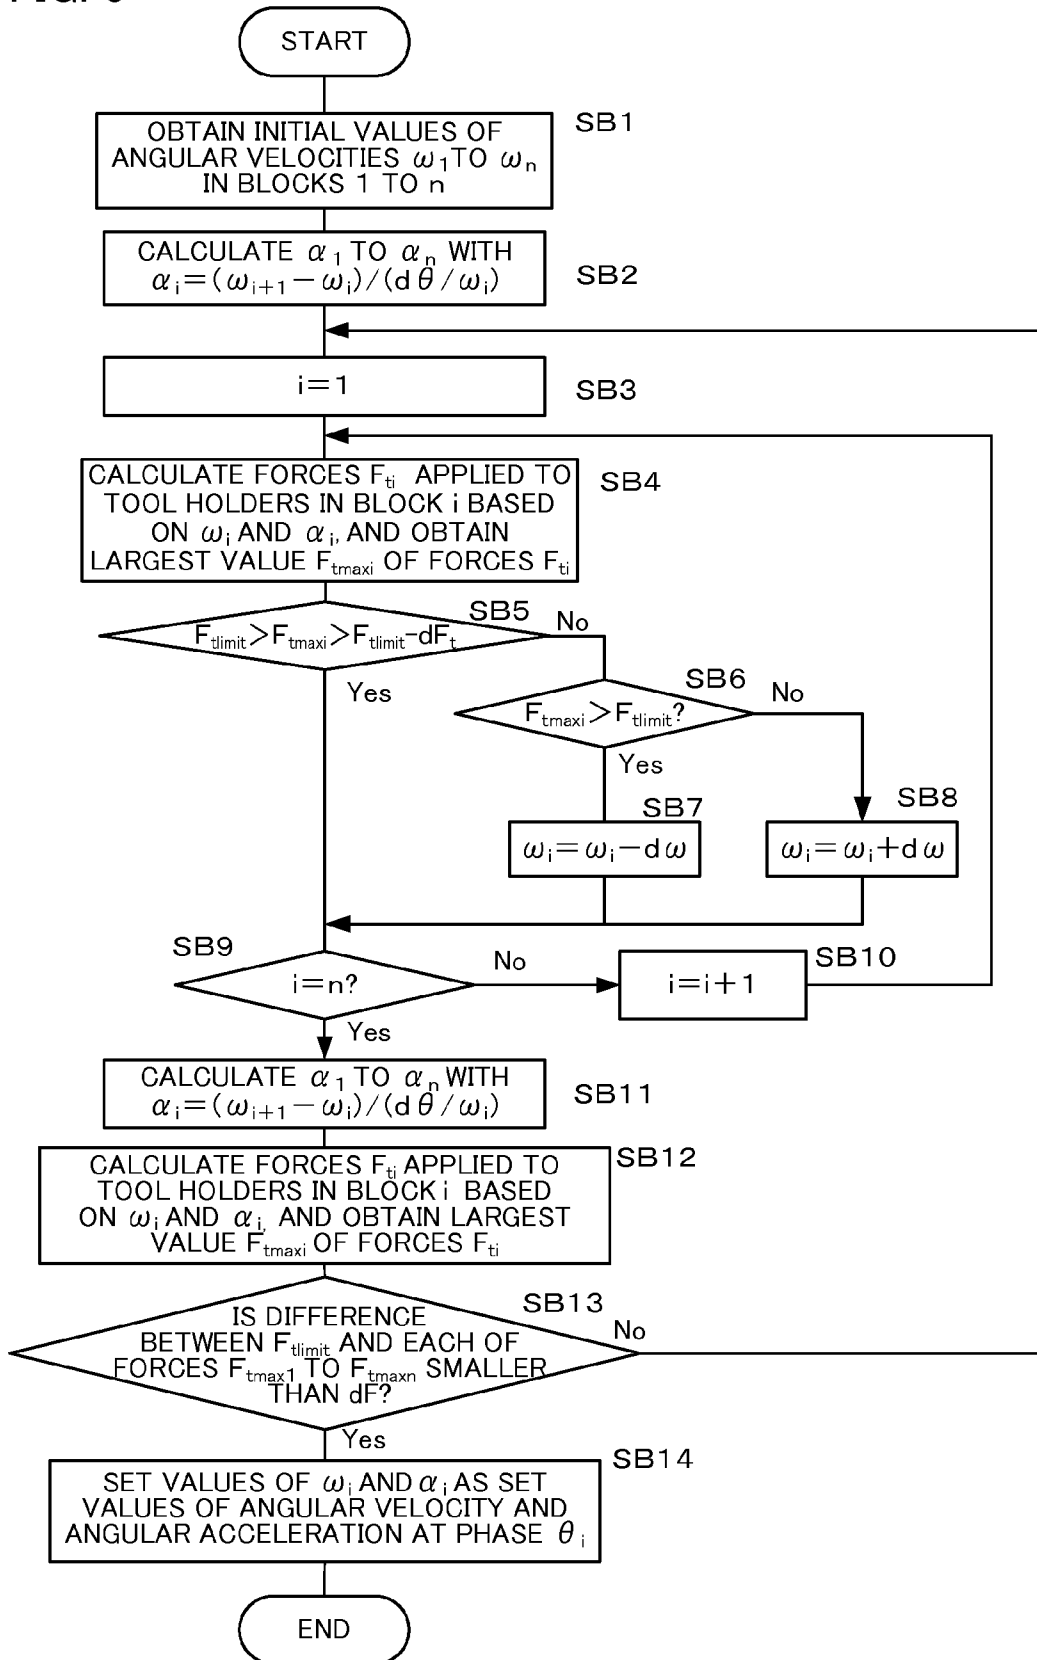 START
SB1
OBTAIN INITIAL VALUES OF
ANGULAR VELOCITIES ω1 TO ωn
IN BLOCKS 1 TO n
CALCULATE α1 TO αn WITH
αi=(ωi+1−ωi)/(dθ/ωi)
SB2
i=1
SB3
CALCULATE FORCES Fti APPLIED TO
TOOL HOLDERS IN BLOCK i BASED
ON ωi AND αi, AND OBTAIN
LARGEST VALUE Ftmaxi OF FORCES Fti
SB4
SB5
Ftlimit>Ftmaxi>Ftlimit-dFt
No
Yes
SB6
Ftmaxi>Ftlimit?
No
Yes
SB7
ωi=ωi−dω
SB8
ωi=ωi+dω
SB9
i=n?
No
Yes
SB10
i=i+1
CALCULATE α1 TO αn WITH
αi=(ωi+1−ωi)/(dθ/ωi)
SB11
SB12
CALCULATE FORCES Fti APPLIED TO
TOOL HOLDERS IN BLOCK i BASED
ON ωi AND αi, AND OBTAIN LARGEST
VALUE Ftmaxi OF FORCES Fti
SB13
IS DIFFERENCE
BETWEEN Ftlimit AND EACH OF
FORCES Ftmax1 TO Ftmaxn SMALLER
THAN dF?
No
Yes
SB14
SET VALUES OF ωi AND αi AS SET
VALUES OF ANGULAR VELOCITY AND
ANGULAR ACCELERATION AT PHASE θi
END